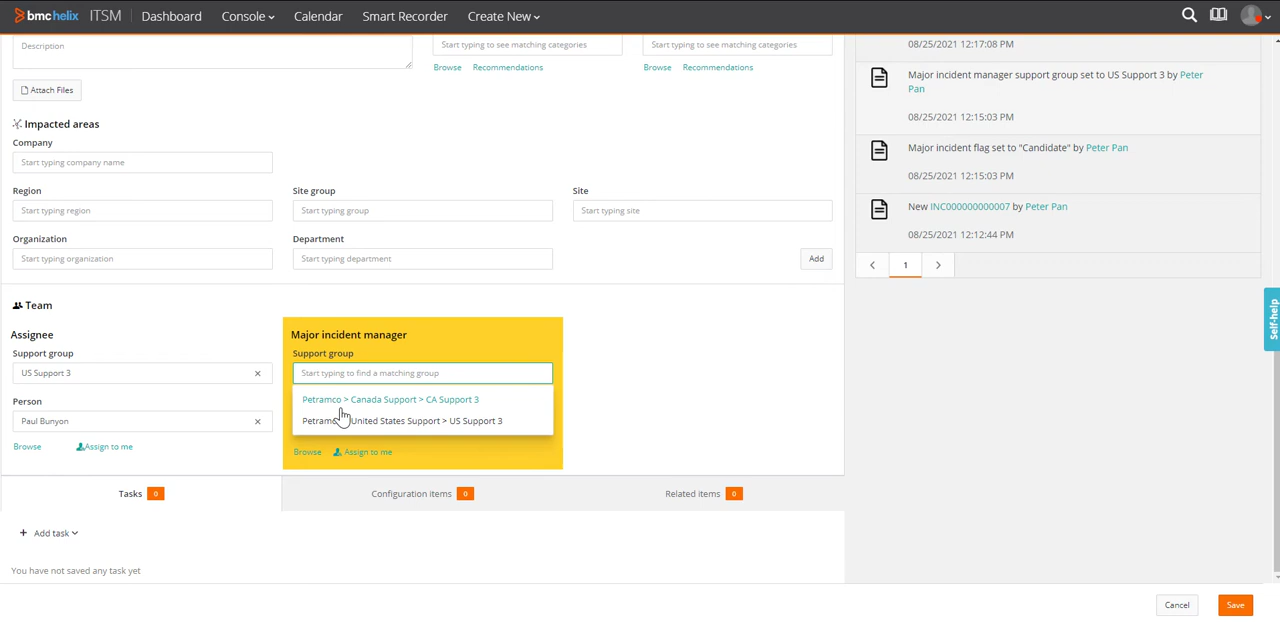 bmc helix ITSM Dashboard Console Calendar Smart Recorder Create New
Description
Start typing to see matching categories
Start typing to see matching categories
Browse Recommendations
Browse Recommendations
Attach Files
Impacted areas
Company
Start typing company name
Region
Site group
Site
Start typing region
Start typing group
Start typing site
Organization
Department
Start typing organization
Start typing department
Add
Team
Assignee
Support group
US Support 3
Person
Paul Bunyon
Browse
Assign to me
Major incident manager
Support group
Start typing to find a matching group
Petramco > Canada Support > CA Support 3
United States Support > US Support 3
Browse
Assign to me
Tasks 0
Configuration items 0
Related items 0
+ Add task
You have not saved any task yet
08/25/2021 12:17:08 PM
Major incident manager support group set to US Support 3 by Peter
Pan
08/25/2021 12:15:03 PM
Major incident flag set to "Candidate" by Peter Pan
08/25/2021 12:15:03 PM
New INC000000000007 by Peter Pan
08/25/2021 12:12:44 PM
1
Self-help
Cancel
Save